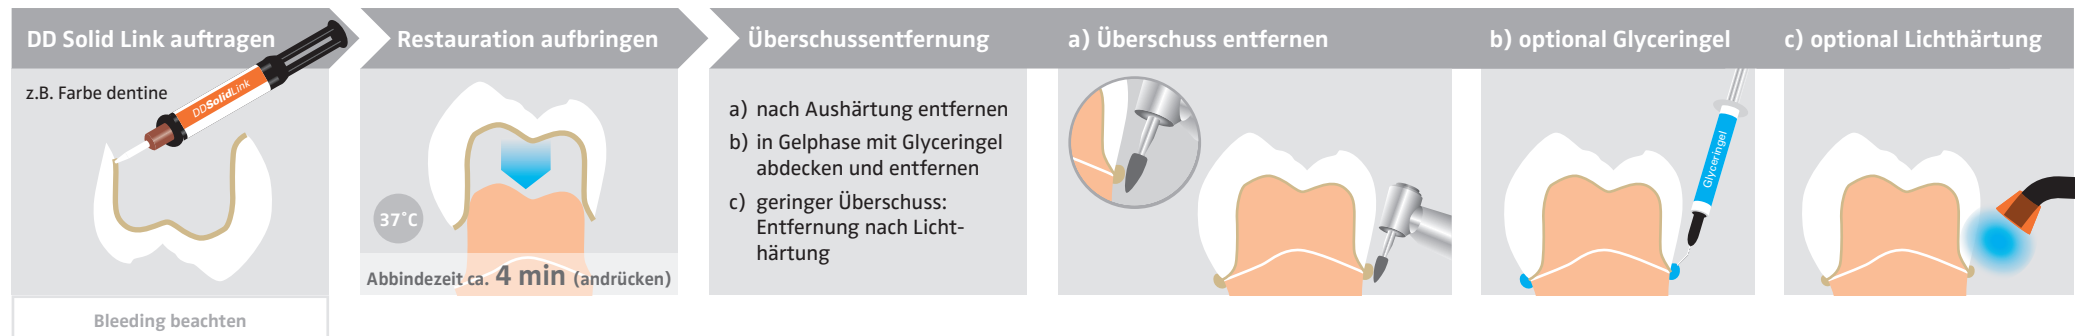 DD Solid Link auftragen
z.B. Farbe dentine
DDSolidLink
Bleeding beachten
Restauration aufbringen
37°C
Abbindezeit ca. 4 min (andrücken)
Überschussentfernung
a) nach Aushärtung entfernen
b) in Gelphase mit Glyceringel
abdecken und entfernen
c) geringer Überschuss:
Entfernung nach Licht-
härtung
a) Überschuss entfernen
b) optional Glyceringel
Glyceringel
c) optional Lichthärtung